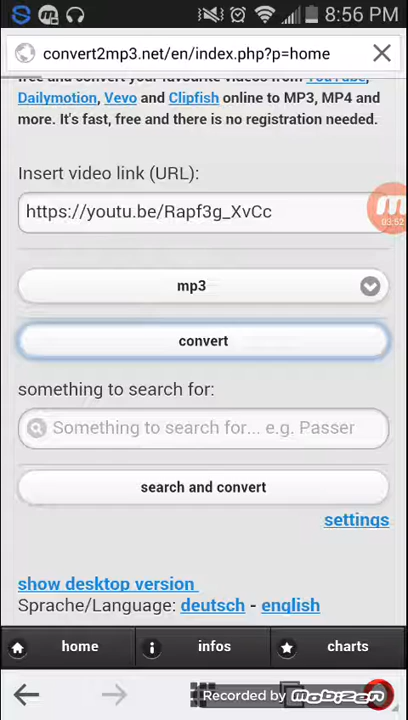 8:56 PM
convert2mp3.net/en/index.php?p=home
free and convert your favourite videos from YouTube,
Dailymotion, Vevo and Clipfish online to MP3, MP4 and
more. It's fast, free and there is no registration needed.
Insert video link (URL):
https://youtu.be/Rapf3g_XvCc
03:52
mp3
convert
something to search for:
Something to search for... e.g. Passer
search and convert
settings
show desktop version
Sprache/Language: deutsch - english
home
infos
charts
Recorded by Mobizen